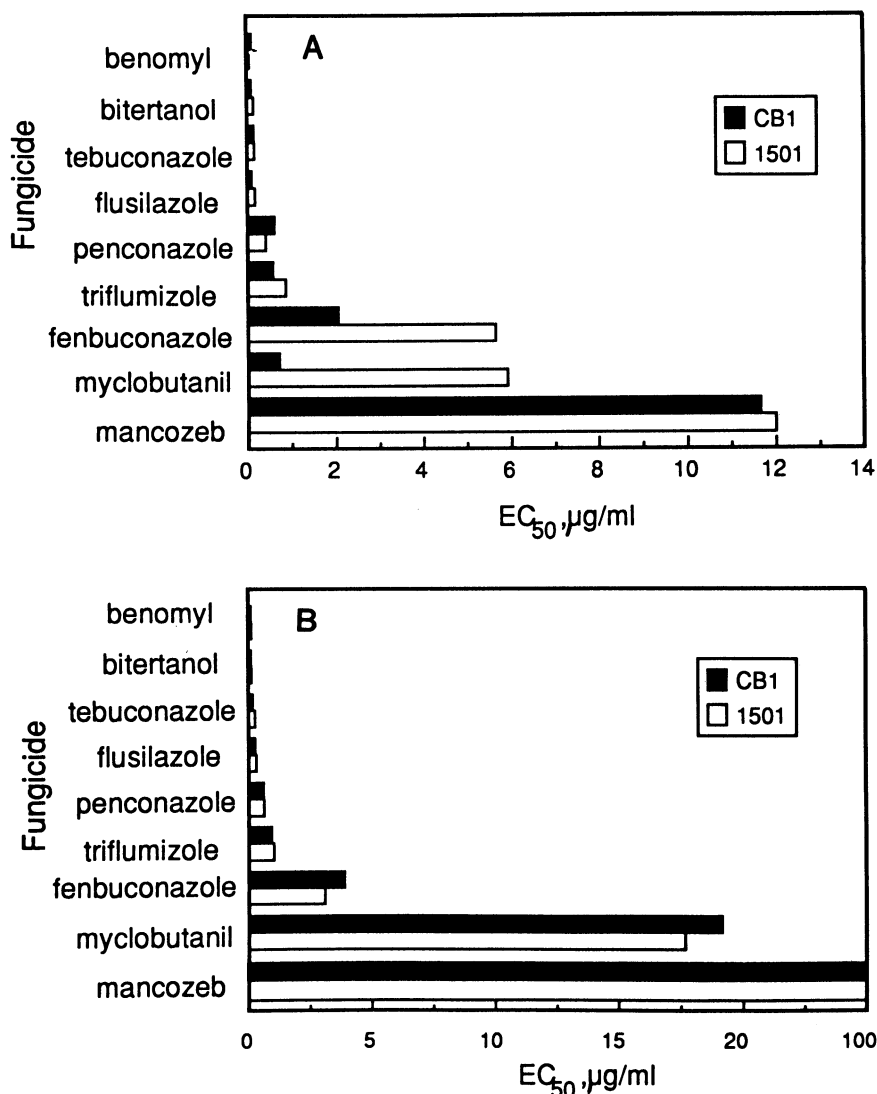 A
benomyl
bitertanol
tebuconazole
flusilazole
penconazole
triflumizole
fenbuconazole
myclobutanil
mancozeb
Fungicide
CB1
1501
0 2 4 6 8 10 12 14
EC50,µg/ml
B
benomyl
bitertanol
tebuconazole
flusilazole
penconazole
triflumizole
fenbuconazole
myclobutanil
mancozeb
Fungicide
CB1
1501
0 5 10 15 20 100
EC50,µg/ml